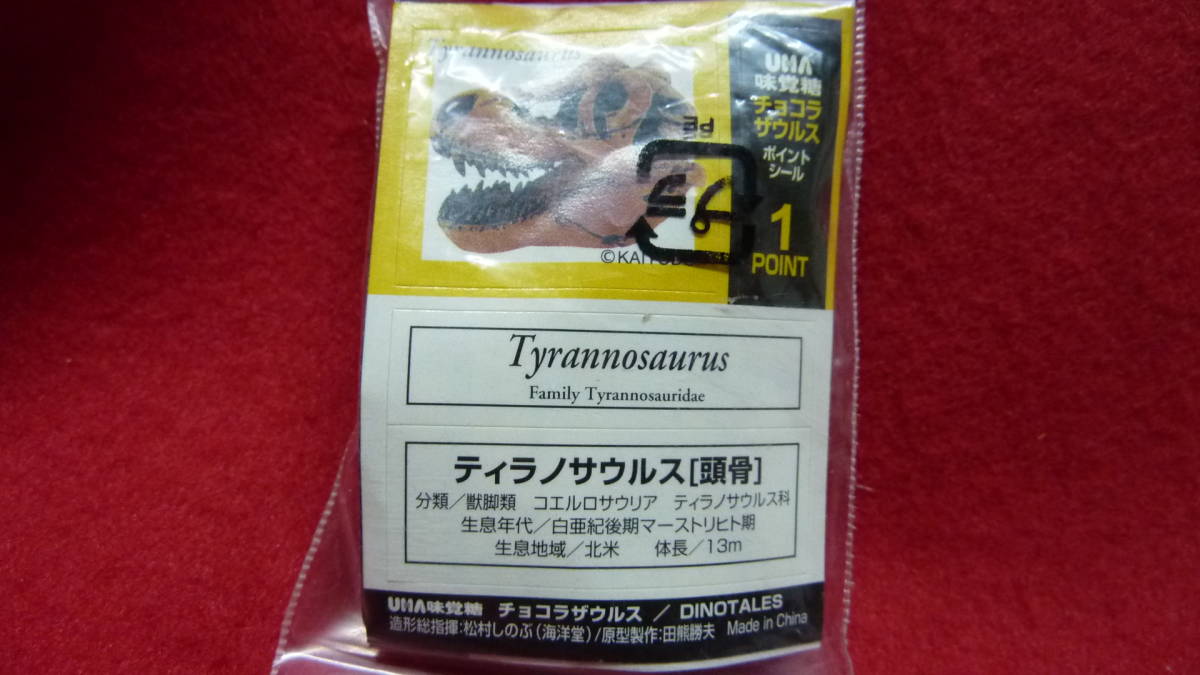 Tyrannosaurus
UHA
味覚糖
チョコラ
ザウルス
ポイント
シール
1
POINT
PE
プラ
Tyrannosaurus
Family Tyrannosauridae
ティラノサウルス[頭骨]
分類／獣脚類 コエルロサウリア ティラノサウルス科
生息年代／白亜紀後期マーストリヒト期
生息地域／北米 体長／13m
UHA味覚糖 チョコラザウルス ／ DINOTALES
造形総指揮:松村しのぶ(海洋堂)/原型製作:田熊勝夫 Made in China